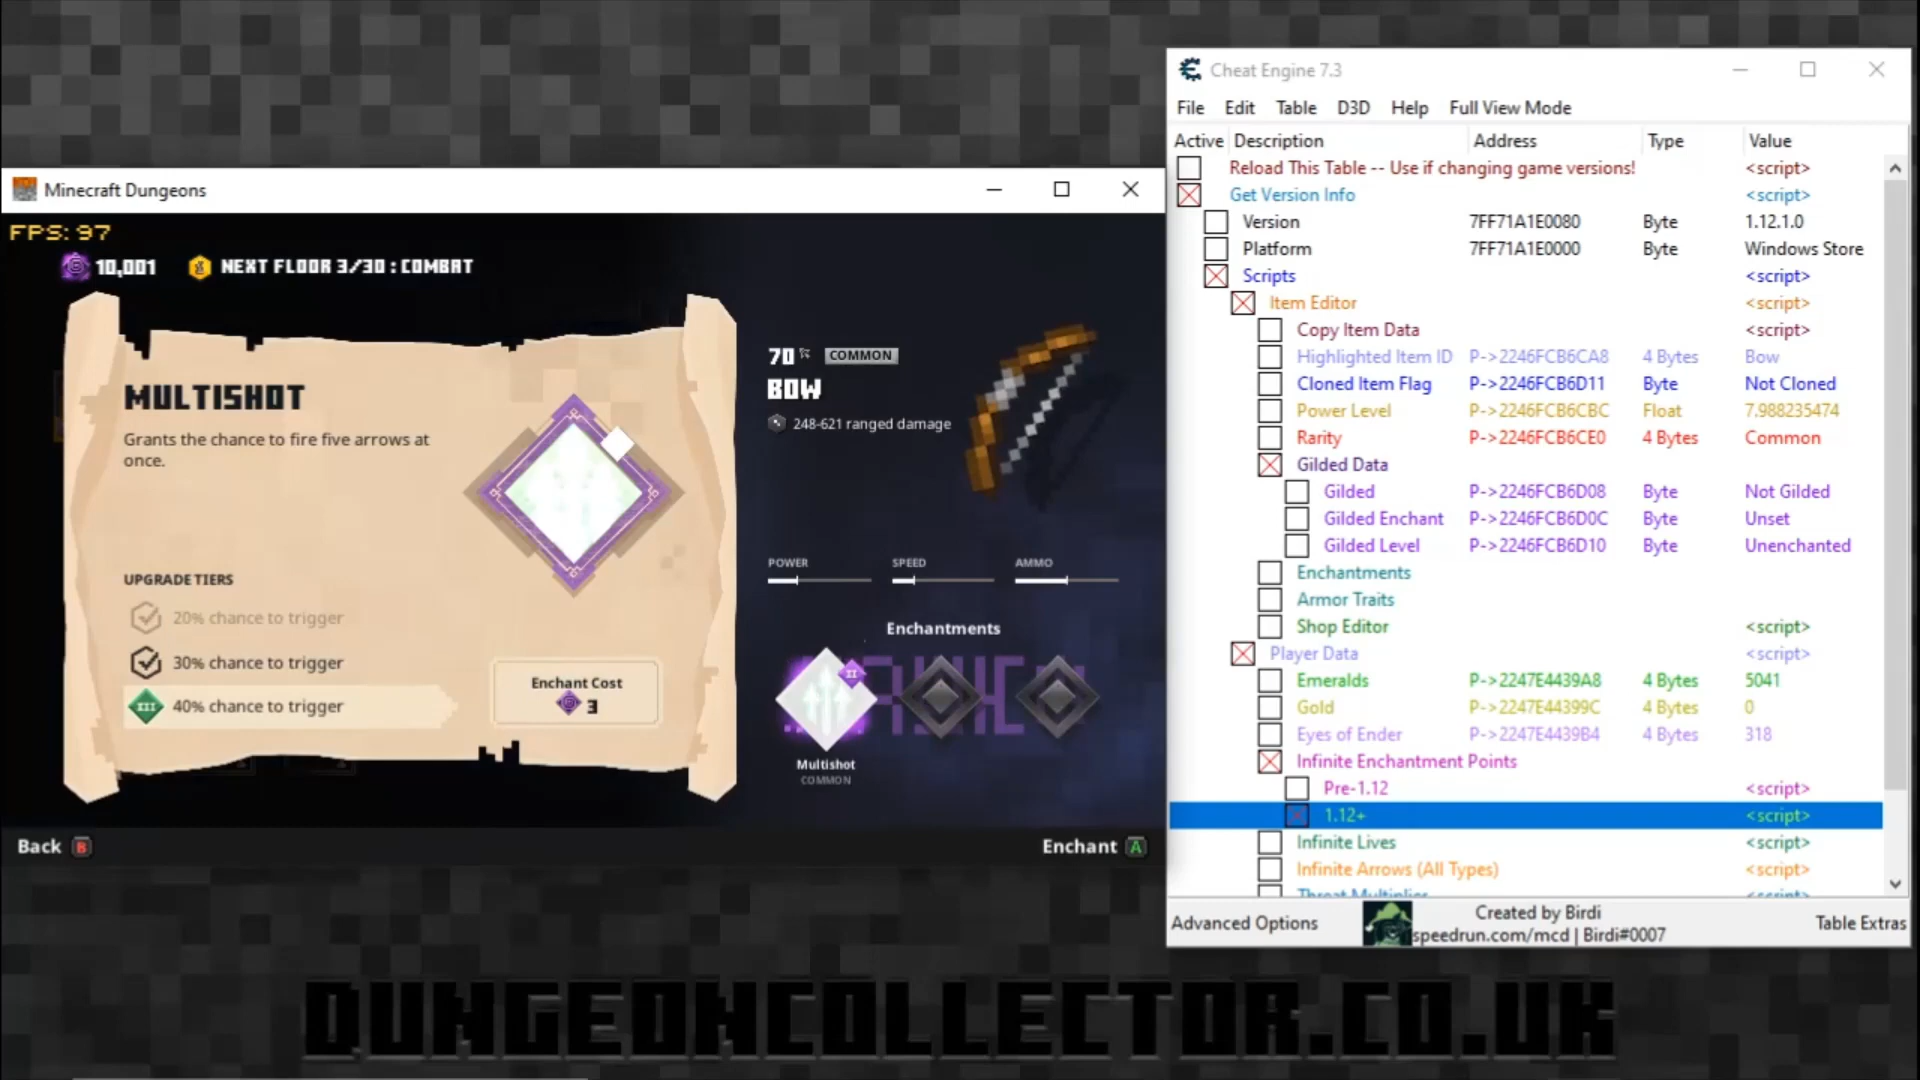 Minecraft Dungeons
FPS: 97
10,001
NEXT FLOOR 3/30 : COMBAT
MULTISHOT
Grants the chance to fire five arrows at
once.
UPGRADE TIERS
20% chance to trigger
30% chance to trigger
III 40% chance to trigger
Enchant Cost
3
70 COMMON
BOW
248-621 ranged damage
POWER SPEED AMMO
Enchantments
II
Multishot
COMMON
Back B
Enchant A
Cheat Engine 7.3
File Edit Table D3D Help Full View Mode
Active Description Address Type Value
Reload This Table -- Use if changing game versions! <script>
Get Version Info <script>
Version 7FF71A1E0080 Byte 1.12.1.0
Platform 7FF71A1E0000 Byte Windows Store
Scripts <script>
Item Editor <script>
Copy Item Data <script>
Highlighted Item ID P->2246FCB6CA8 4 Bytes Bow
Cloned Item Flag P->2246FCB6D11 Byte Not Cloned
Power Level P->2246FCB6CBC Float 7.988235474
Rarity P->2246FCB6CE0 4 Bytes Common
Gilded Data
Gilded P->2246FCB6D08 Byte Not Gilded
Gilded Enchant P->2246FCB6D0C Byte Unset
Gilded Level P->2246FCB6D10 Byte Unenchanted
Enchantments
Armor Traits
Shop Editor <script>
Player Data <script>
Emeralds P->2247E4439A8 4 Bytes 5041
Gold P->2247E44399C 4 Bytes 0
Eyes of Ender P->2247E4439B4 4 Bytes 318
Infinite Enchantment Points
Pre-1.12 <script>
1.12+ <script>
Infinite Lives <script>
Infinite Arrows (All Types) <script>
Threat Multiplier <script>
Advanced Options
Created by Birdi
speedrun.com/mcd | Birdi#0007
Table Extras
DUNGEONCOLLECTOR.CO.UK